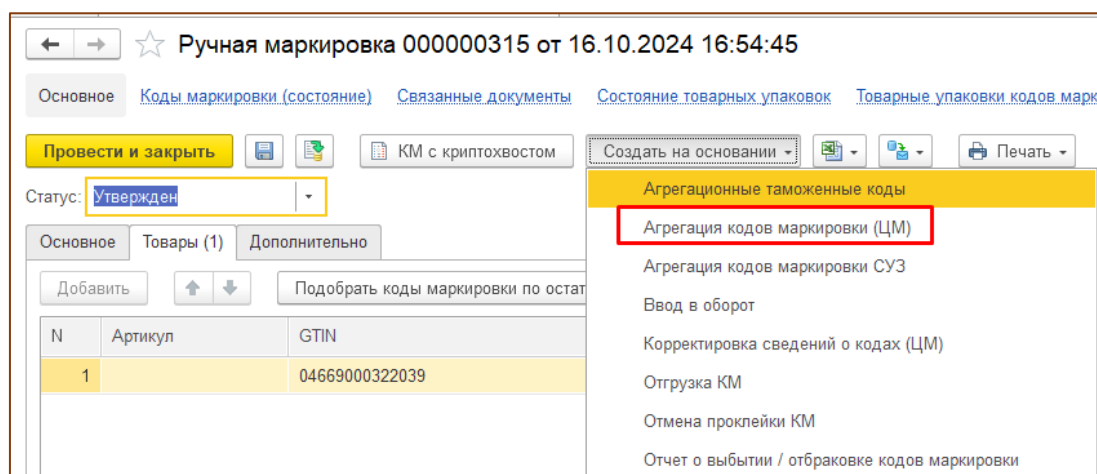 Ручная маркировка 000000315 от 16.10.2024 16:54:45
Основное Коды маркировки (состояние) Связанные документы Состояние товарных упаковок Товарные упаковки кодов марк
Провести и закрыть КМ с криптохвостом Создать на основании Печать
Статус: Утвержден
Агрегационные таможенные коды
Агрегация кодов маркировки (ЦМ)
Агрегация кодов маркировки СУЗ
Ввод в оборот
Корректировка сведений о кодах (ЦМ)
Отгрузка КМ
Отмена проклейки КМ
Отчет о выбытии / отбраковке кодов маркировки
Основное Товары (1) Дополнительно
Добавить Подобрать коды маркировки по остат
N Артикул GTIN
1 04669000322039